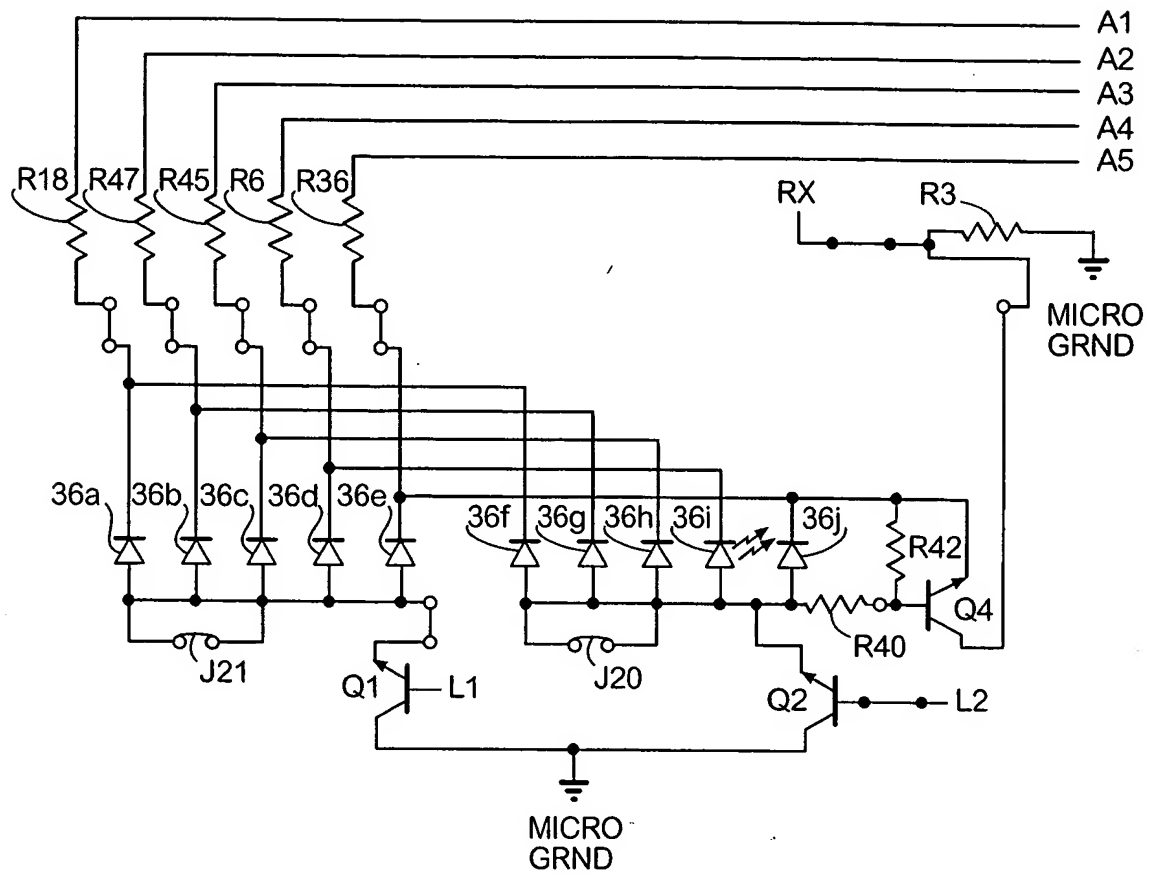 A1
A2
A3
A4
A5
R18 R47 R45 R6 R36
RX
R3
MICRO
GRND
36a 36b 36c 36d 36e
36f 36g 36h 36i 36j
R42
Q4
R40
J21
J20
Q1
L1
Q2
L2
MICRO
GRND